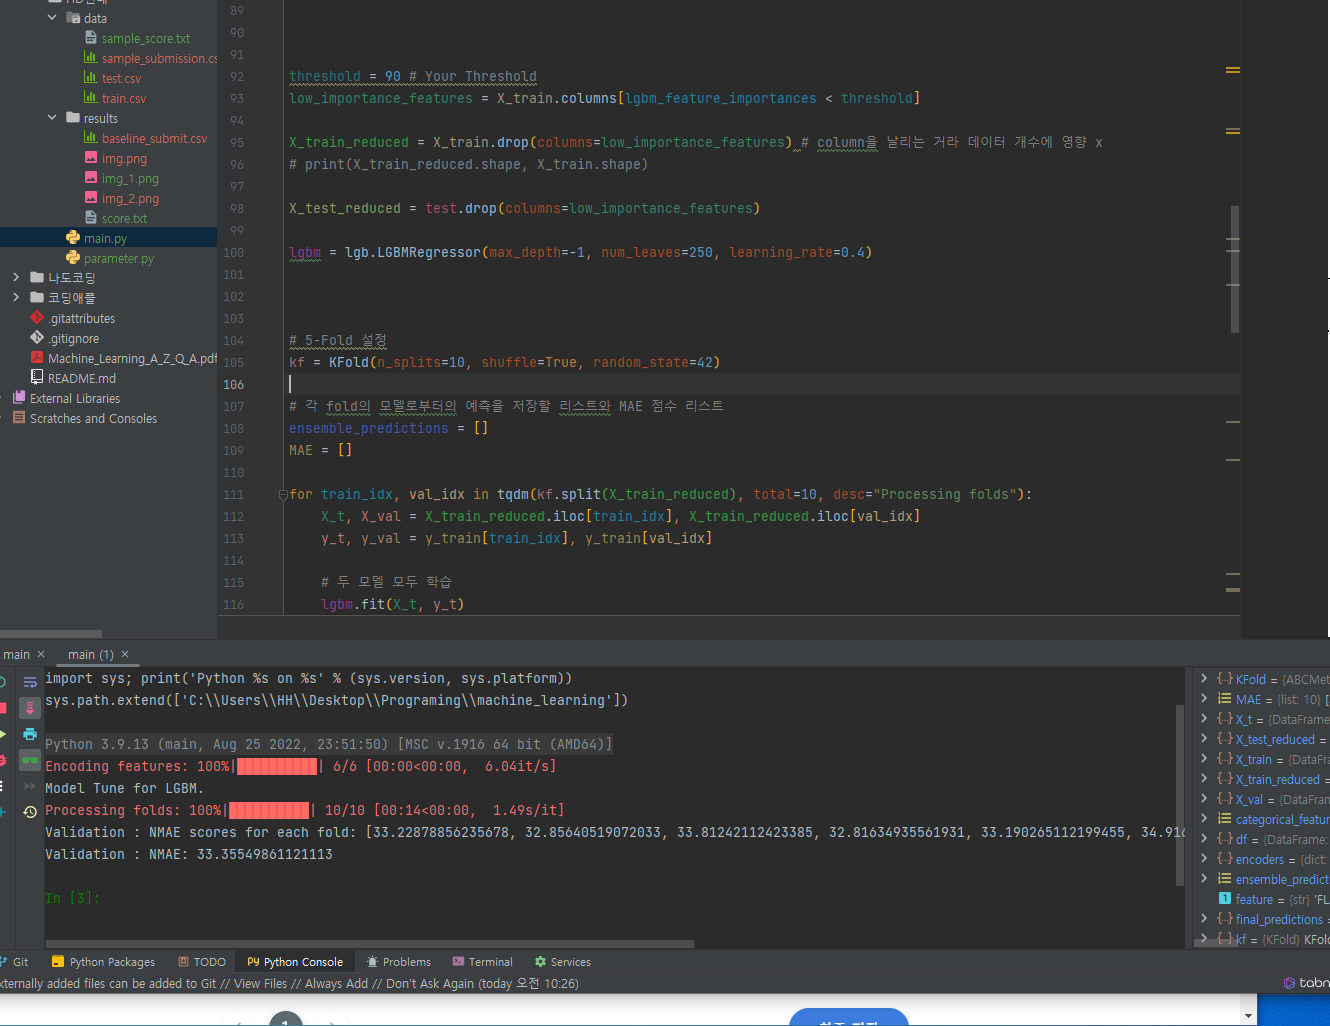 data
sample_score.txt
sample_submission.cs
test.csv
train.csv
results
baseline_submit.csv
img.png
img_1.png
img_2.png
score.txt
main.py
parameter.py
나도코딩
코딩애플
.gitattributes
.gitignore
Machine_Learning_A_Z_Q_A.pdf
README.md
External Libraries
Scratches and Consoles
89
90
91
92 threshold = 90 # Your Threshold
93 low_importance_features = X_train.columns[lgbm_feature_importances < threshold]
94
95 X_train_reduced = X_train.drop(columns=low_importance_features) # column을 날리는 거라 데이터 개수에 영향 x
96 # print(X_train_reduced.shape, X_train.shape)
97
98 X_test_reduced = test.drop(columns=low_importance_features)
99
100 lgbm = lgb.LGBMRegressor(max_depth=-1, num_leaves=250, learning_rate=0.4)
101
102
103
104 # 5-Fold 설정
105 kf = KFold(n_splits=10, shuffle=True, random_state=42)
106
107 # 각 fold의 모델로부터의 예측을 저장할 리스트와 MAE 점수 리스트
108 ensemble_predictions = []
109 MAE = []
110
111 for train_idx, val_idx in tqdm(kf.split(X_train_reduced), total=10, desc="Processing folds"):
112 X_t, X_val = X_train_reduced.iloc[train_idx], X_train_reduced.iloc[val_idx]
113 y_t, y_val = y_train[train_idx], y_train[val_idx]
114
115 # 두 모델 모두 학습
116 lgbm.fit(X_t, y_t)
main × main (1) ×
import sys; print('Python %s on %s' % (sys.version, sys.platform))
sys.path.extend(['C:\\Users\\HH\\Desktop\\Programing\\machine_learning'])
Python 3.9.13 (main, Aug 25 2022, 23:51:50) [MSC v.1916 64 bit (AMD64)]
Encoding features: 100%|██████████| 6/6 [00:00<00:00, 6.04it/s]
Model Tune for LGBM.
Processing folds: 100%|██████████| 10/10 [00:14<00:00, 1.49s/it]
Validation : NMAE scores for each fold: [33.22878856235678, 32.85640519072033, 33.81242112423385, 32.81634935561931, 33.190265112199455, 34.916
Validation : NMAE: 33.35549861121113
In [3]:
KFold = {ABCMet
MAE = {list: 10} [
X_t = {DataFrame
X_test_reduced =
X_train = {DataFr
X_train_reduced =
X_val = {DataFran
categorical_featur
df = {DataFrame:
encoders = {dict:
ensemble_predict
feature = {str} 'FL
final_predictions =
kf = {KFold} KFol
Git Python Packages TODO Python Console Problems Terminal Services
xternally added files can be added to Git // View Files // Always Add // Don't Ask Again (today 오전 10:26)
tabn
1